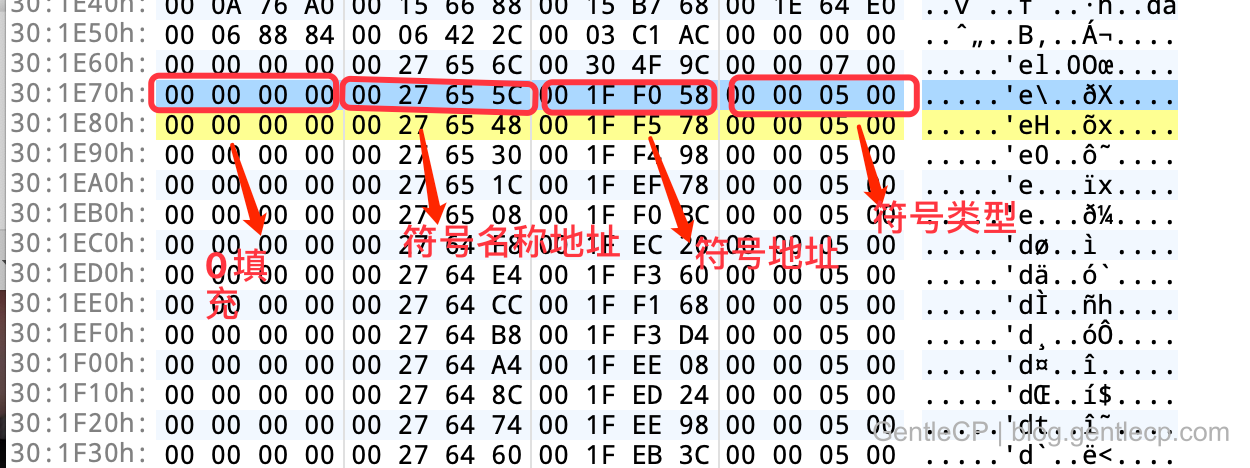 30:1E40h: 00 0A 76 A0 00 15 66 88 00 15 B7 68 00 1E 64 E0
30:1E50h: 00 06 88 84 00 06 42 2C 00 03 C1 AC 00 00 00 00 ..ˆ„..B,..Á¬....
30:1E60h: 00 00 00 00 00 27 65 6C 00 30 4F 9C 00 00 07 00 .....'el.0Oœ....
30:1E70h: 00 00 00 00 00 27 65 5C 00 1F F0 58 00 00 05 00 .....'e\..ðX....
30:1E80h: 00 00 00 00 00 27 65 48 00 1F F5 78 00 00 05 00 .....'eH..õx....
30:1E90h: 00 00 00 00 00 27 65 30 00 1F F4 98 00 00 05 00 .....'e0..ô˜....
30:1EA0h: 00 00 00 00 00 27 65 1C 00 1F EF 78 00 00 05 00 .....'e...ïx....
30:1EB0h: 00 00 00 00 00 27 65 08 00 1F F0 BC 00 00 05 00 .....'e...ð¼....
符号类型
30:1EC0h: 00 00 00 00 00 27 64 F8 00 1F EC 20 00 00 05 00 .....'dø..ì ....
符号名称地址
符号地址
0填
充
30:1ED0h: 00 00 00 00 00 27 64 E4 00 1F F3 60 00 00 05 00 .....'dä..ó`....
30:1EE0h: 00 00 00 00 00 27 64 CC 00 1F F1 68 00 00 05 00 .....'dÌ..ñh....
30:1EF0h: 00 00 00 00 00 27 64 B8 00 1F F3 D4 00 00 05 00 .....'d¸..óÔ....
30:1F00h: 00 00 00 00 00 27 64 A4 00 1F EE 08 00 00 05 00 .....'d¤..î.....
30:1F10h: 00 00 00 00 00 27 64 8C 00 1F ED 24 00 00 05 00 .....'dŒ..í$....
30:1F20h: 00 00 00 00 00 27 64 74 00 1F EE 98 00 00 05 00 .....'dt..î˜....
GentleCP | blog.gentlecp.com
30:1F30h: 00 00 00 00 00 27 64 60 00 1F EB 3C 00 00 05 00 .....'d`..ë<....